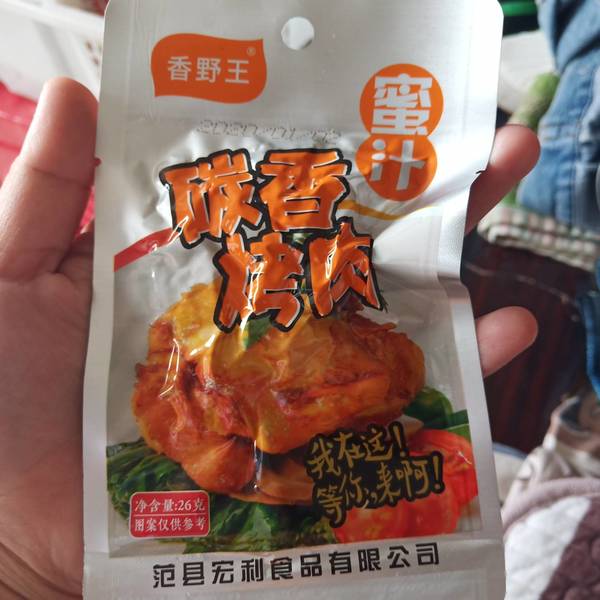 香野王®
蜜汁
碳香
烤肉
我在这!
等你来啊!
净含量:26克
图案仅供参考
范县宏利食品有限公司